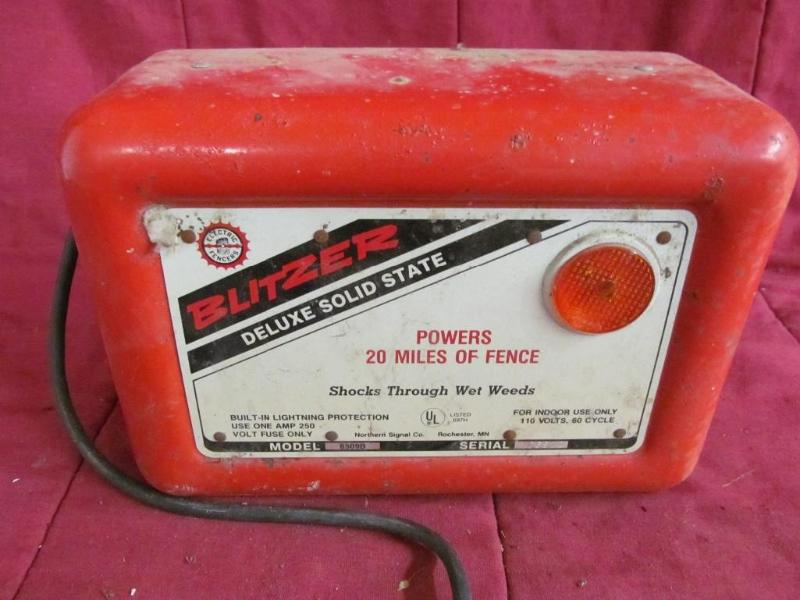 ELECTRIC
FENCERS
BLITZER
DELUXE SOLID STATE
POWERS
20 MILES OF FENCE
Shocks Through Wet Weeds
BUILT-IN LIGHTNING PROTECTION
USE ONE AMP 250
VOLT FUSE ONLY
UL LISTED
Northern Signal Co. Rochester, MN
FOR INDOOR USE ONLY
110 VOLTS, 60 CYCLE
MODEL SERIAL